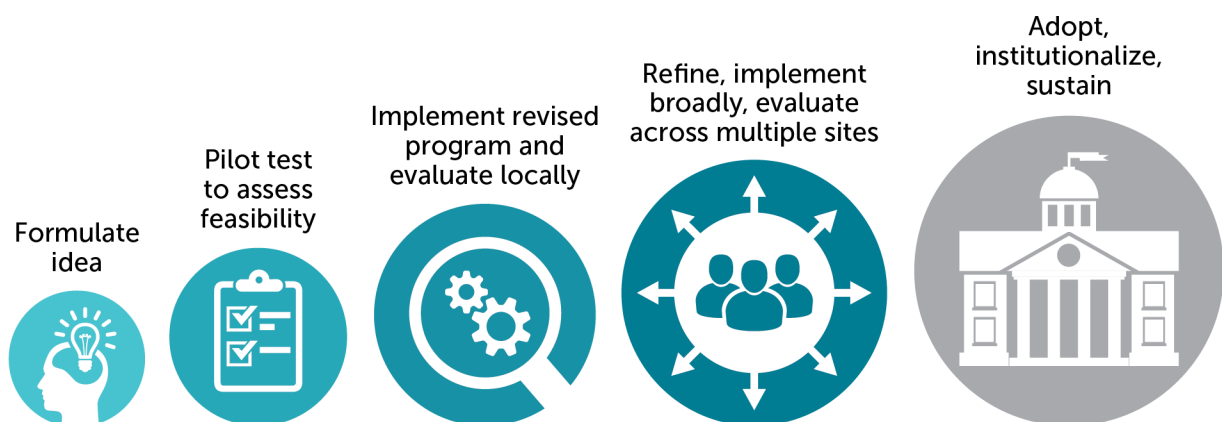 Formulate
idea
Pilot test
to assess
feasibility
Implement revised
program and
evaluate locally
Refine, implement
broadly, evaluate
across multiple sites
Adopt,
institutionalize,
sustain